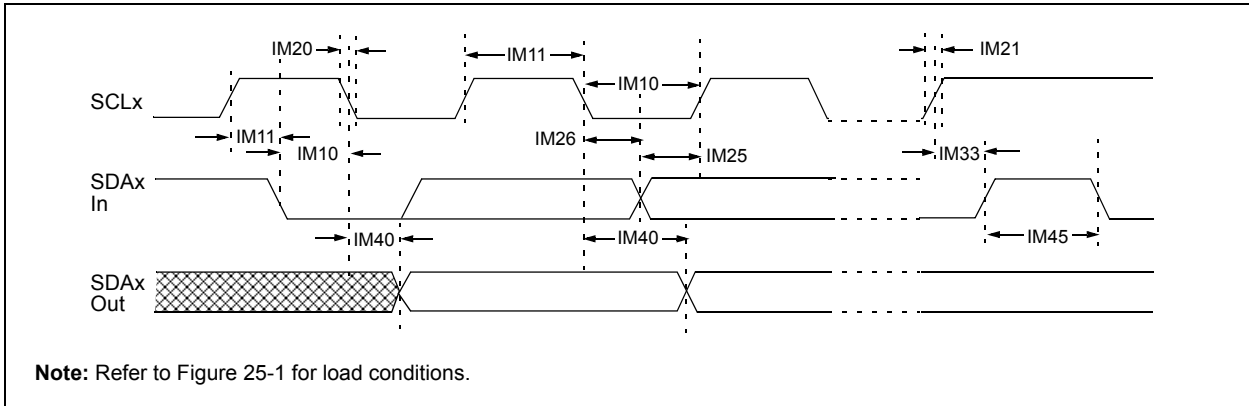 IM20
IM11
IM21
IM10
SCLx
IM11
IM26
IM10
IM25
IM33
SDAx
In
IM40
IM40
IM45
SDAx
Out
Note: Refer to Figure 25-1 for load conditions.